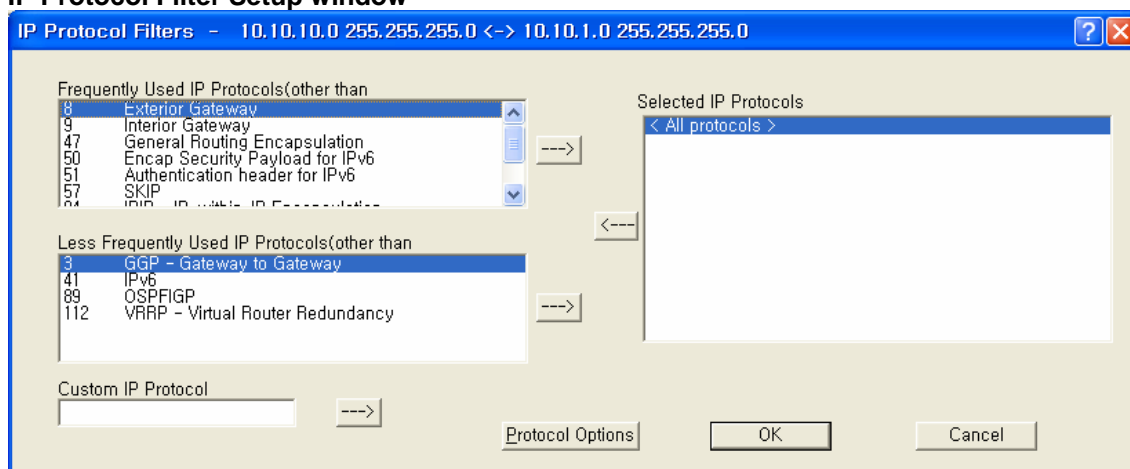 IP Protocol Filter Setup window
IP Protocol Filters - 10.10.10.0 255.255.255.0 <-> 10.10.1.0 255.255.255.0
Frequently Used IP Protocols(other than
8 Exterior Gateway
9 Interior Gateway
47 General Routing Encapsulation
50 Encap Security Payload for IPv6
51 Authentication header for IPv6
57 SKIP
--->
Selected IP Protocols
< All protocols >
<---
Less Frequently Used IP Protocols(other than
3 GGP - Gateway to Gateway
41 IPv6
89 OSPFIGP
112 VRRP - Virtual Router Redundancy
--->
Custom IP Protocol
--->
Protocol Options
OK
Cancel